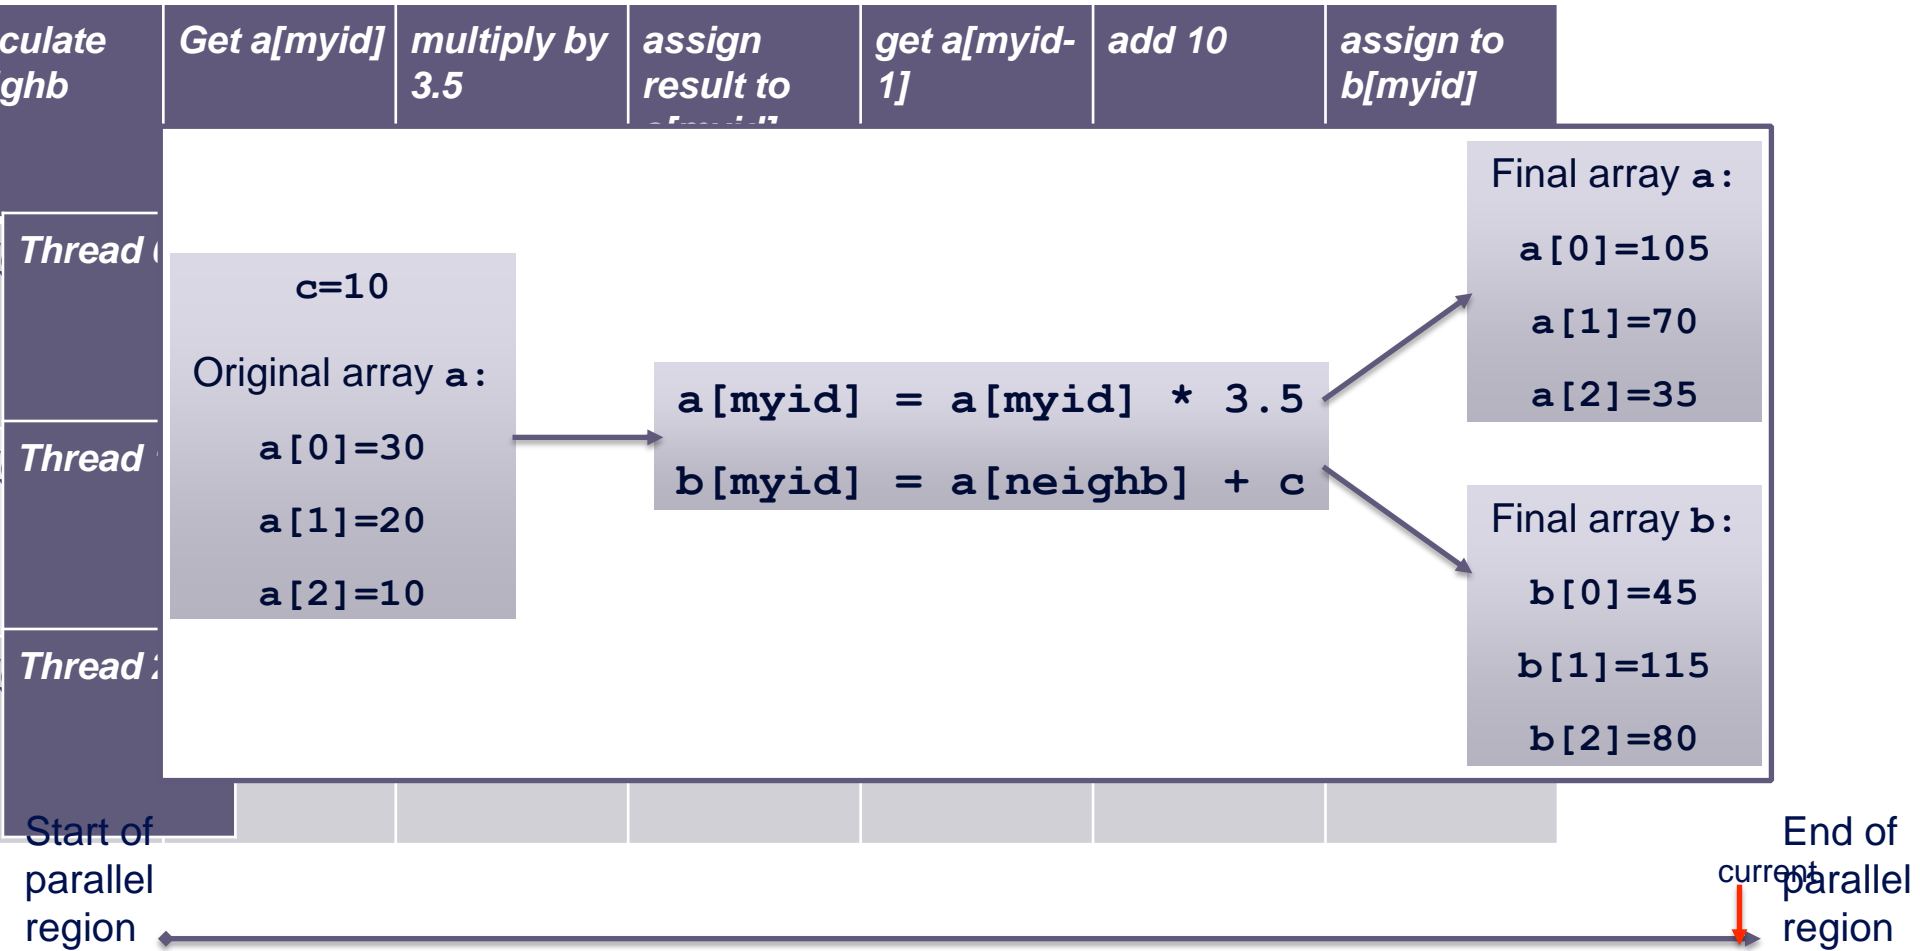 culate
ghb
Get a[myid]
multiply by
3.5
assign
result to
a[myid]
get a[myid-
1]
add 10
assign to
b[myid]
Thread
Thread
Thread
c=10
Original array a:
a[0]=30
a[1]=20
a[2]=10
a[myid] = a[myid] * 3.5
b[myid] = a[neighb] + c
Final array a:
a[0]=105
a[1]=70
a[2]=35
Final array b:
b[0]=45
b[1]=115
b[2]=80
Start of
parallel
region
current
End of
parallel
region